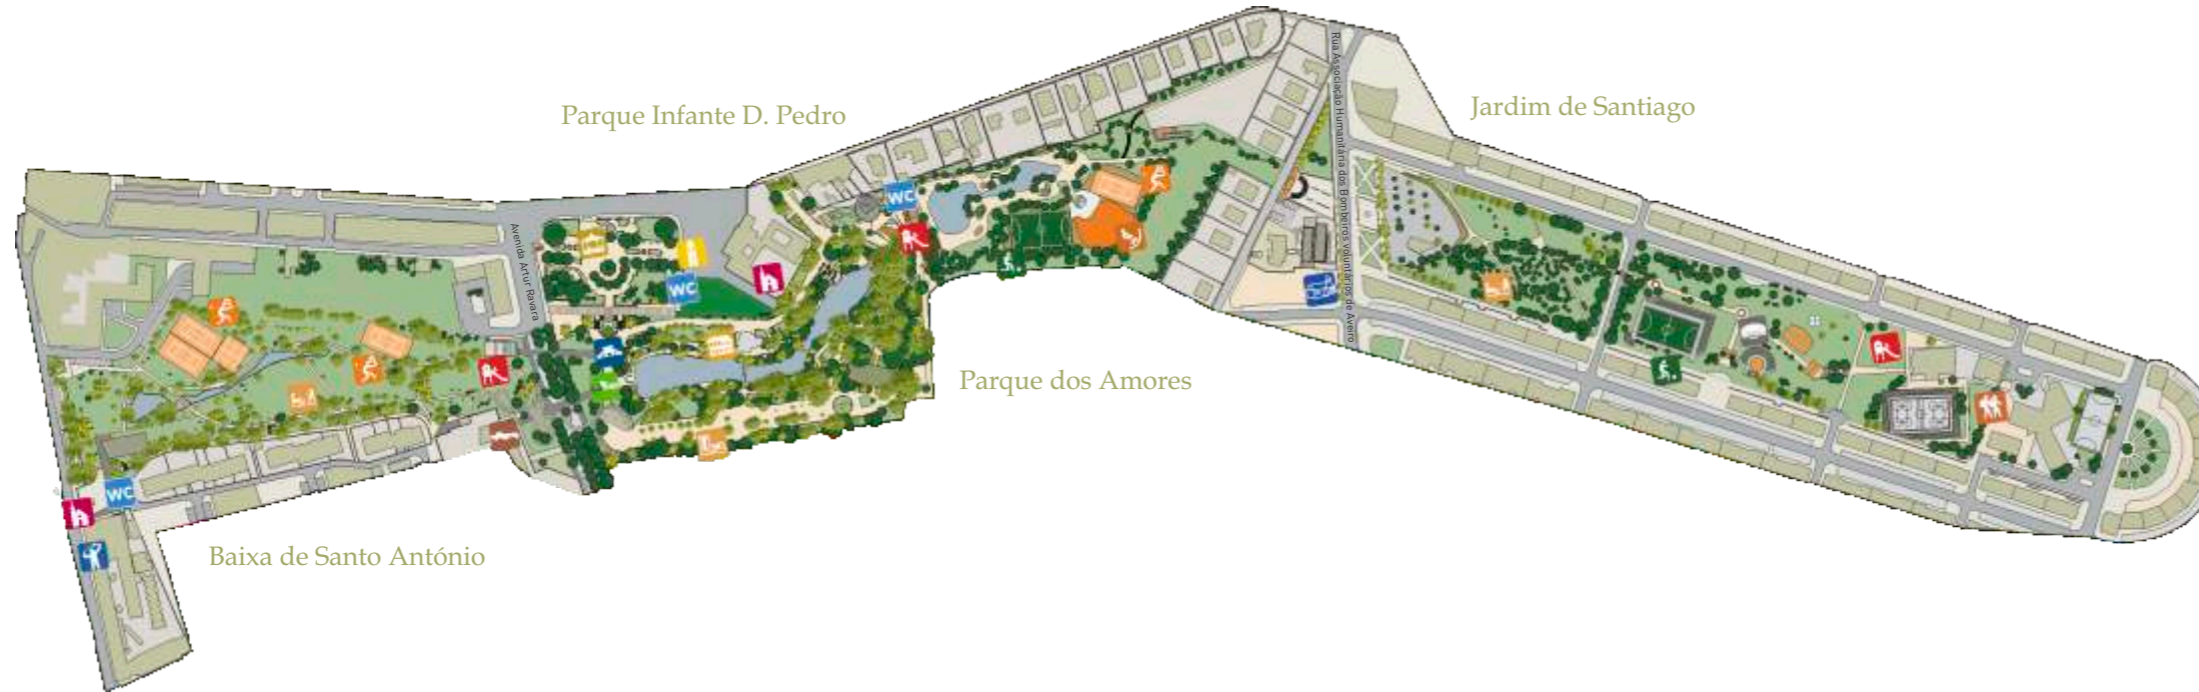 Parque Infante D. Pedro
Jardim de Santiago
Rua Associação Humanitária dos Bombeiros voluntários de Aveiro
WC
Avenida Artur Ravara
WC
Parque dos Amores
WC
Baixa de Santo António